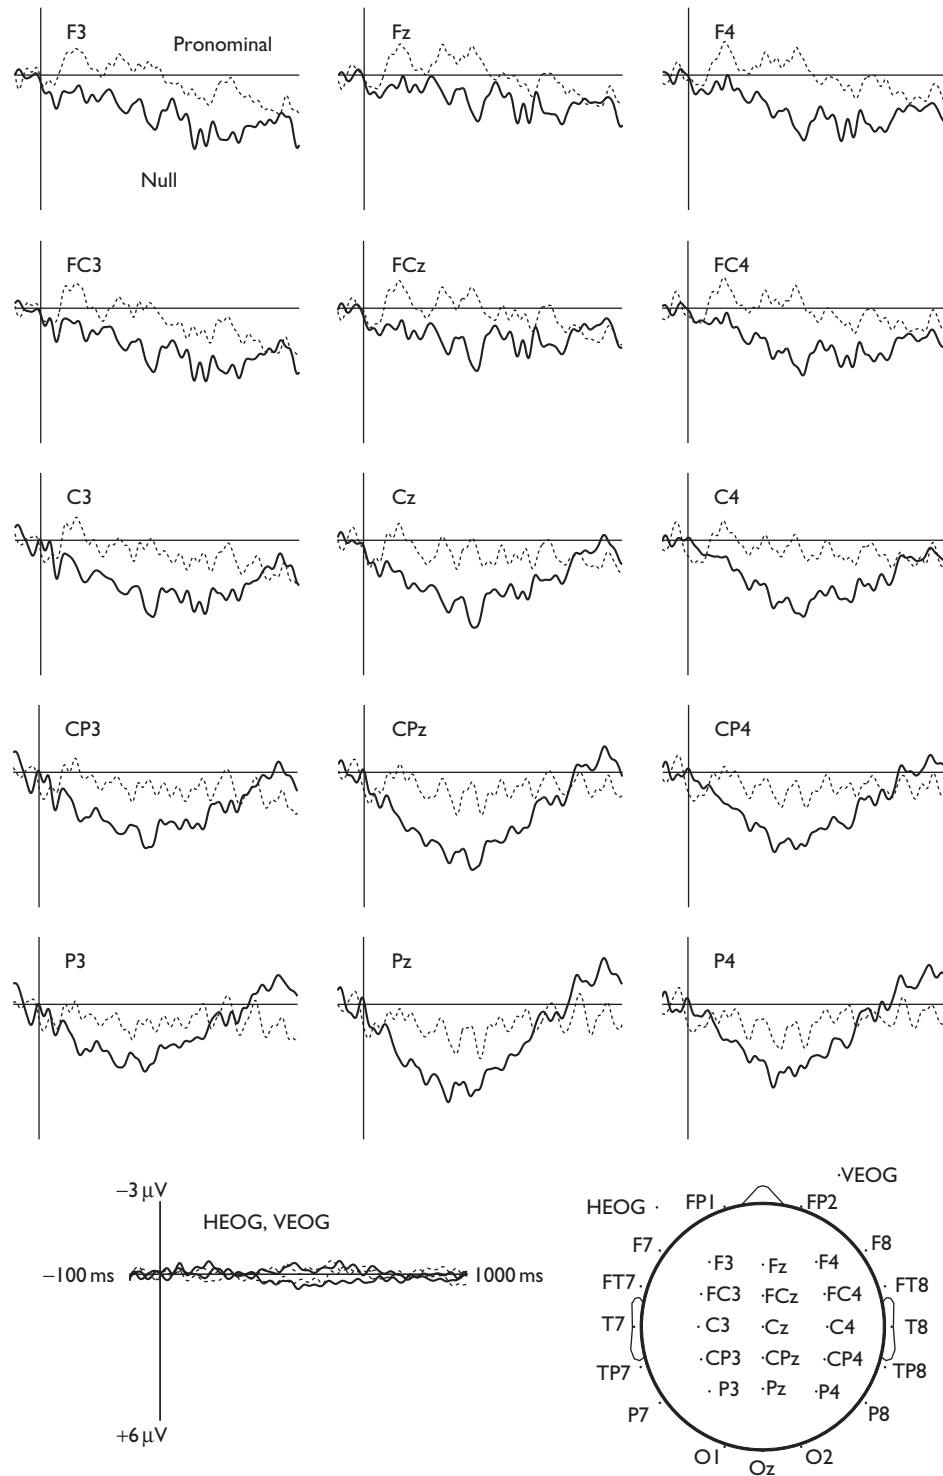 F3
Fz
F4
Pronominal
Null
FC3
FCz
FC4
C3
Cz
C4
CP3
CPz
CP4
P3
Pz
P4
−3 μV
HEOG, VEOG
−100 ms
1000 ms
+6 μV
VEOG
HEOG
FP1
FP2
F7
F8
F3
Fz
F4
FT7
FT8
FC3
FCz
FC4
T7
C3
Cz
C4
T8
TP7
CP3
CPz
CP4
TP8
P3
Pz
P4
P7
P8
O1
Oz
O2